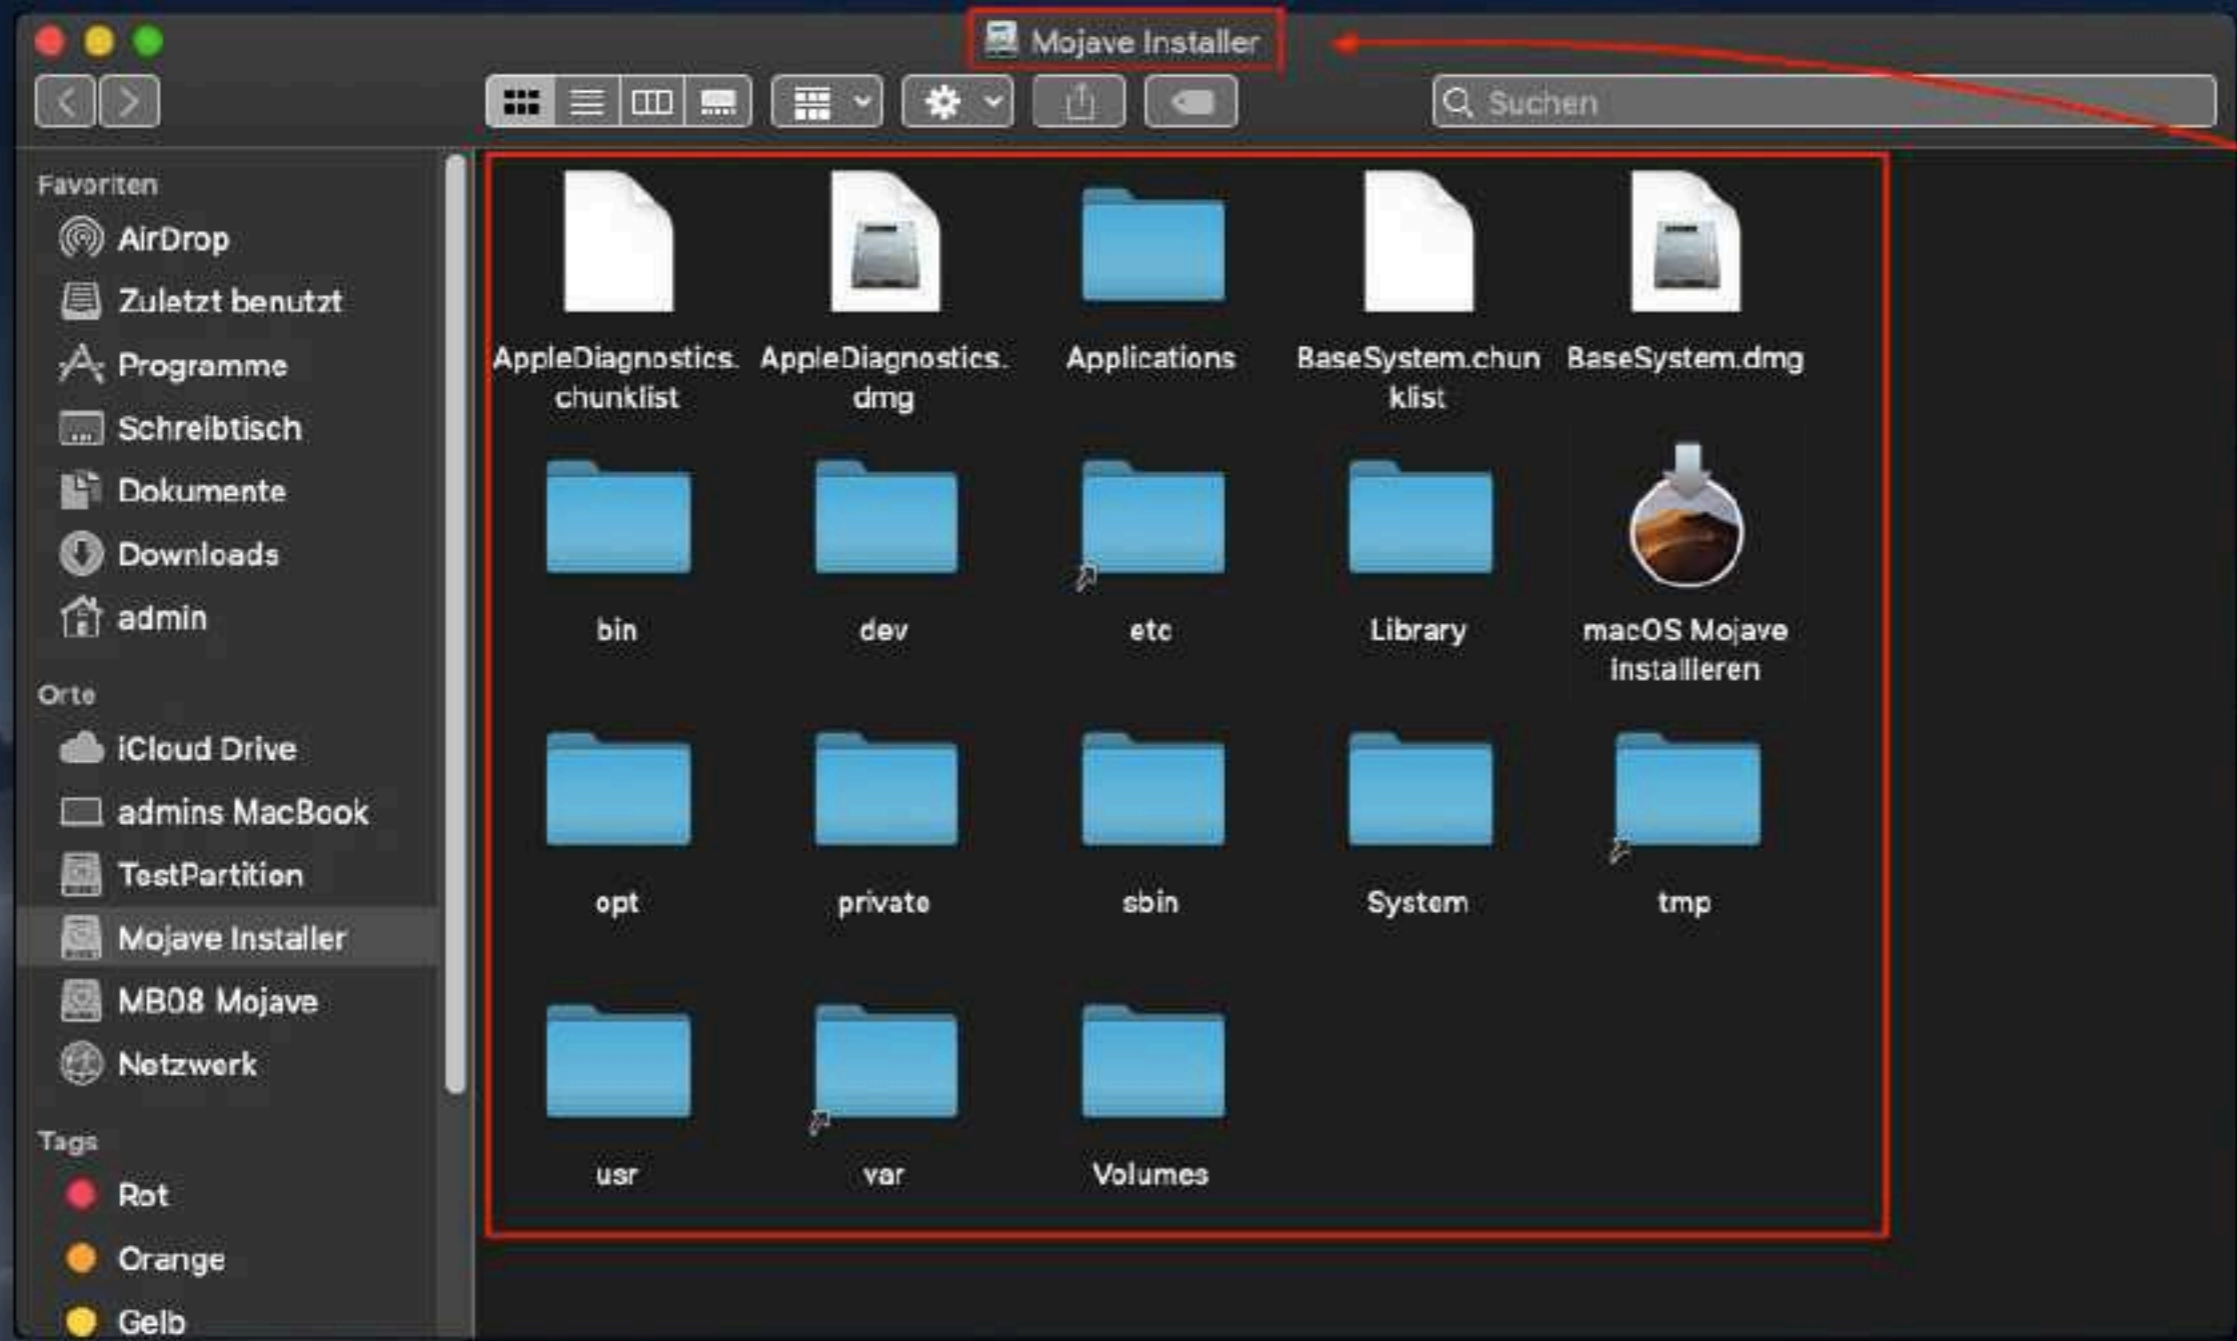 Mojave Installer
Suchen
Favoriten
AirDrop
Zuletzt benutzt
Programme
Schreibtisch
Dokumente
Downloads
admin
Orte
iCloud Drive
admins MacBook
TestPartition
Mojave Installer
MB08 Mojave
Netzwerk
Tags
Rot
Orange
Gelb
AppleDiagnostics.
chunklist
AppleDiagnostics.
dmg
Applications
BaseSystem.chun
klist
BaseSystem.dmg
bin
dev
etc
Library
macOS Mojave
Installieren
opt
private
sbin
System
tmp
usr
var
Volumes